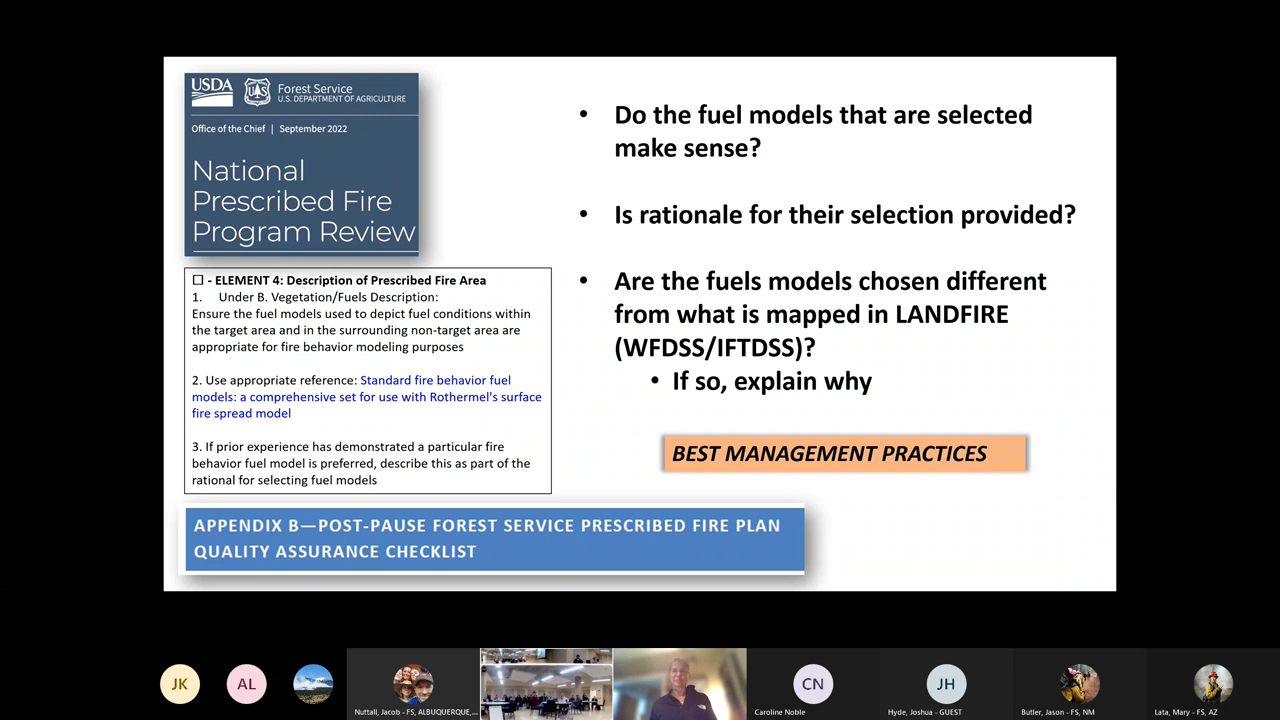 USDA
Forest Service
U.S. DEPARTMENT OF AGRICULTURE
Office of the Chief | September 2022
National
Prescribed Fire
Program Review
☐ - ELEMENT 4: Description of Prescribed Fire Area
1. Under B. Vegetation/Fuels Description:
Ensure the fuel models used to depict fuel conditions within
the target area and in the surrounding non-target area are
appropriate for fire behavior modeling purposes
2. Use appropriate reference: Standard fire behavior fuel
models: a comprehensive set for use with Rothermel's surface
fire spread model
3. If prior experience has demonstrated a particular fire
behavior fuel model is preferred, describe this as part of the
rational for selecting fuel models
APPENDIX B—POST-PAUSE FOREST SERVICE PRESCRIBED FIRE PLAN
QUALITY ASSURANCE CHECKLIST
• Do the fuel models that are selected
make sense?
• Is rationale for their selection provided?
• Are the fuels models chosen different
from what is mapped in LANDFIRE
(WFDSS/IFTDSS)?
• If so, explain why
BEST MANAGEMENT PRACTICES
JK
AL
Nuttall, Jacob - FS, ALBUQUERQUE,...
CN
Caroline Noble
JH
Hyde, Joshua - GUEST
Butler, Jason - FS, NM
Lata, Mary - FS, AZ